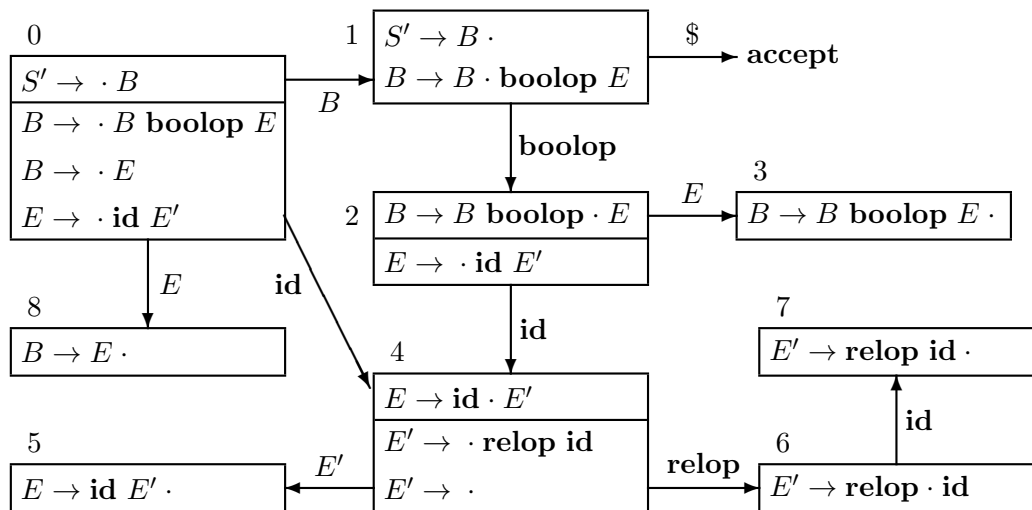 0
S′ → · B
B → · B boolop E
B → · E
E → · id E′
B
1
S′ → B ·
B → B · boolop E
$
accept
boolop
2
B → B boolop · E
E → · id E′
E
3
B → B boolop E ·
E
id
id
8
B → E ·
4
E → id · E′
E′ → · relop id
E′ → ·
7
E′ → relop id ·
id
5
E → id E′ ·
E′
relop
6
E′ → relop · id